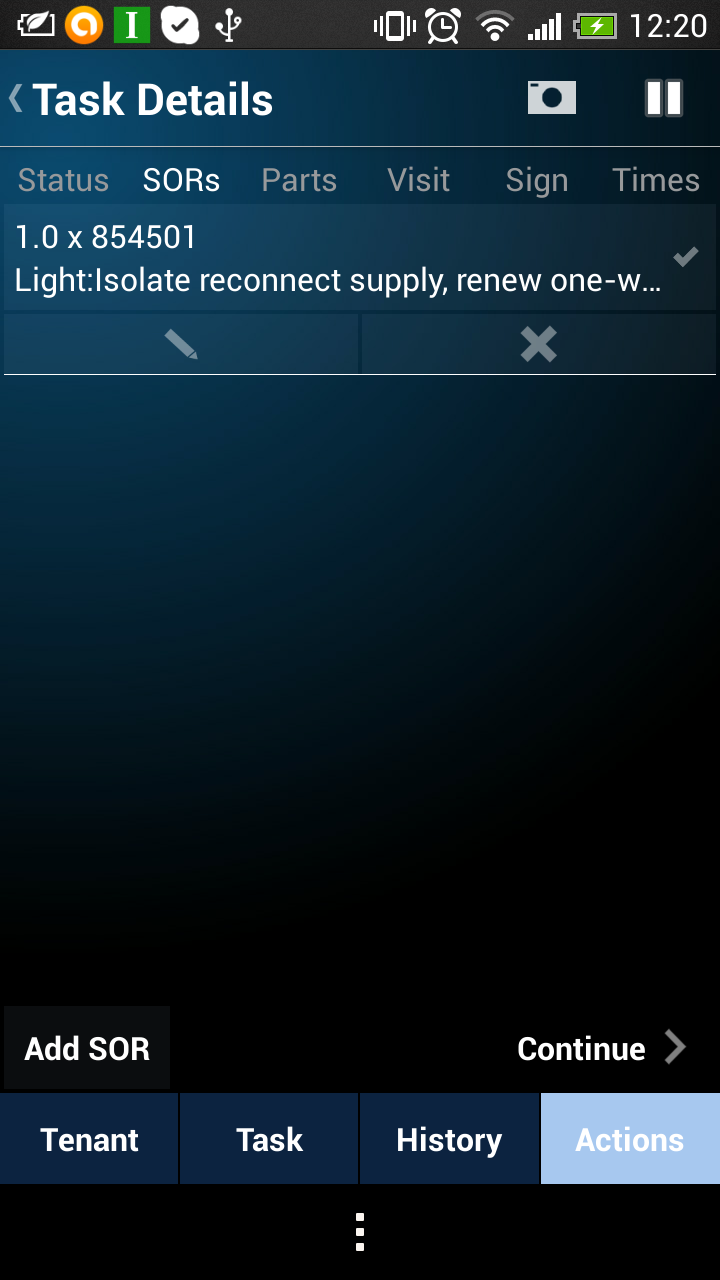 I
12:20
Task Details
Status SORs Parts Visit Sign Times
1.0 x 854501
Light:Isolate reconnect supply, renew one-w...
Add SOR
Continue
Tenant Task History Actions